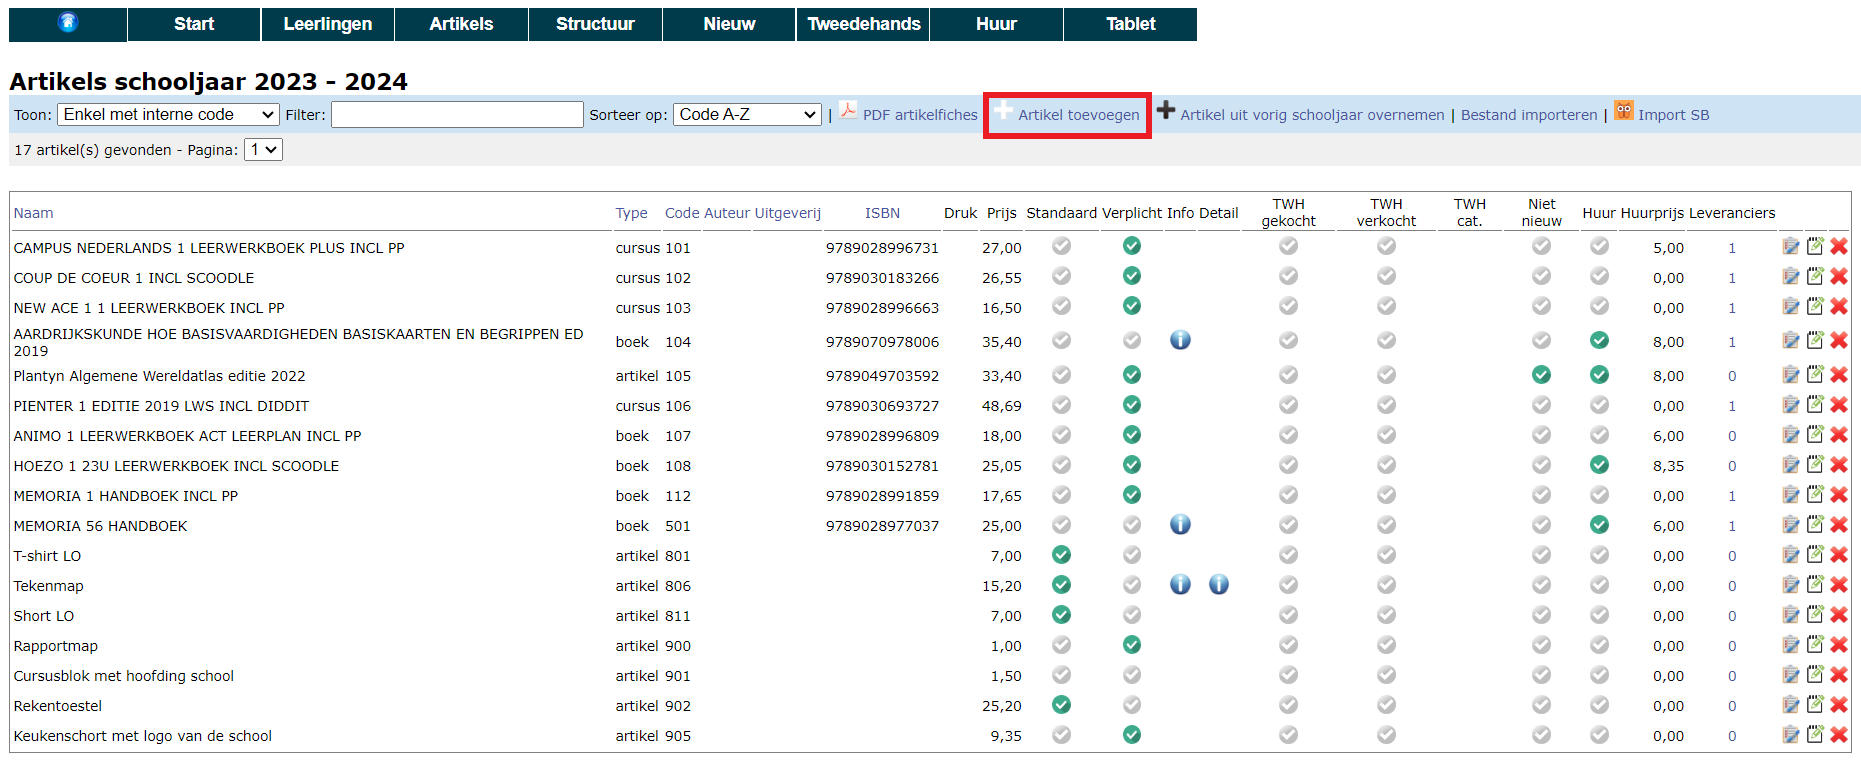 Start Leerlingen Artikels Structuur Nieuw Tweedehands Huur Tablet
Artikels schooljaar 2023 - 2024
Toon: Enkel met interne code Filter: Sorteer op: Code A-Z | PDF artikelfiches Artikel toevoegen Artikel uit vorig schooljaar overnemen | Bestand importeren | Import SB
17 artikel(s) gevonden - Pagina: 1
Naam Type Code Auteur Uitgeverij ISBN Druk Prijs Standaard Verplicht Info Detail TWH gekocht TWH verkocht TWH cat. Niet nieuw Huur Huurprijs Leveranciers
CAMPUS NEDERLANDS 1 LEERWERKBOEK PLUS INCL PP cursus 101 9789028996731 27,00 5,00 1
COUP DE COEUR 1 INCL SCOODLE cursus 102 9789030183266 26,55 0,00 1
NEW ACE 1 1 LEERWERKBOEK INCL PP cursus 103 9789028996663 16,50 0,00 1
AARDRIJKSKUNDE HOE BASISVAARDIGHEDEN BASISKAARTEN EN BEGRIPPEN ED
2019 boek 104 9789070978006 35,40 8,00 1
Plantyn Algemene Wereldatlas editie 2022 artikel 105 9789049703592 33,40 8,00 0
PIENTER 1 EDITIE 2019 LWS INCL DIDDIT cursus 106 9789030693727 48,69 0,00 1
ANIMO 1 LEERWERKBOEK ACT LEERPLAN INCL PP boek 107 9789028996809 18,00 6,00 0
HOEZO 1 23U LEERWERKBOEK INCL SCOODLE boek 108 9789030152781 25,05 8,35 0
MEMORIA 1 HANDBOEK INCL PP boek 112 9789028991859 17,65 0,00 1
MEMORIA 56 HANDBOEK boek 501 9789028977037 25,00 6,00 1
T-shirt LO artikel 801 7,00 0,00 0
Tekenmap artikel 806 15,20 0,00 0
Short LO artikel 811 7,00 0,00 0
Rapportmap artikel 900 1,00 0,00 0
Cursusblok met hoofding school artikel 901 1,50 0,00 0
Rekentoestel artikel 902 25,20 0,00 0
Keukenschort met logo van de school artikel 905 9,35 0,00 0